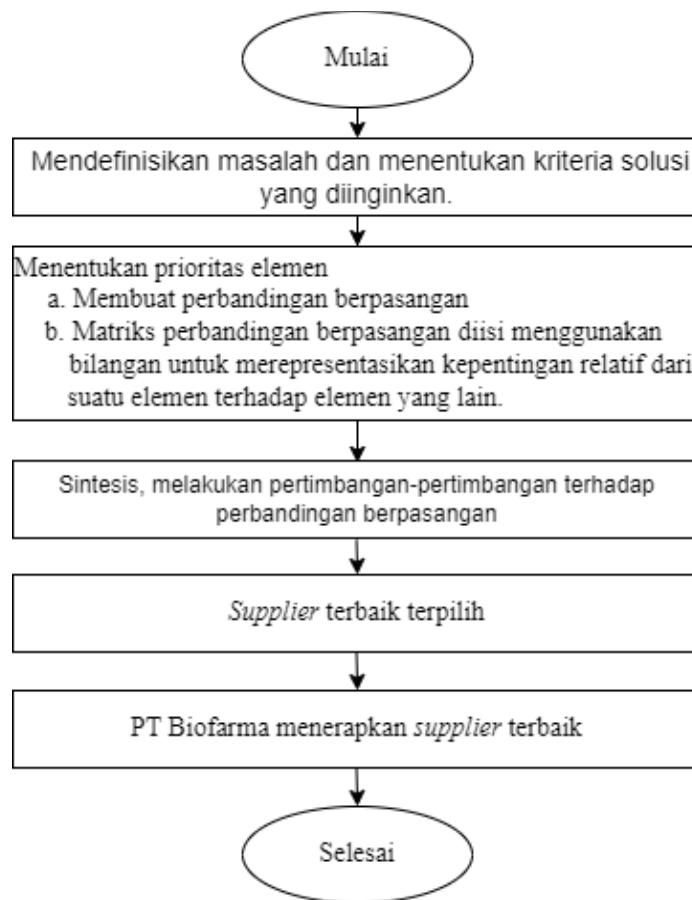 Mulai
Mendefinisikan masalah dan menentukan kriteria solusi
yang diinginkan.
Menentukan prioritas elemen
a. Membuat perbandingan berpasangan
b. Matriks perbandingan berpasangan diisi menggunakan
bilangan untuk merepresentasikan kepentingan relatif dari
suatu elemen terhadap elemen yang lain.
Sintesis, melakukan pertimbangan-pertimbangan terhadap
perbandingan berpasangan
Supplier terbaik terpilih
PT Biofarma menerapkan supplier terbaik
Selesai